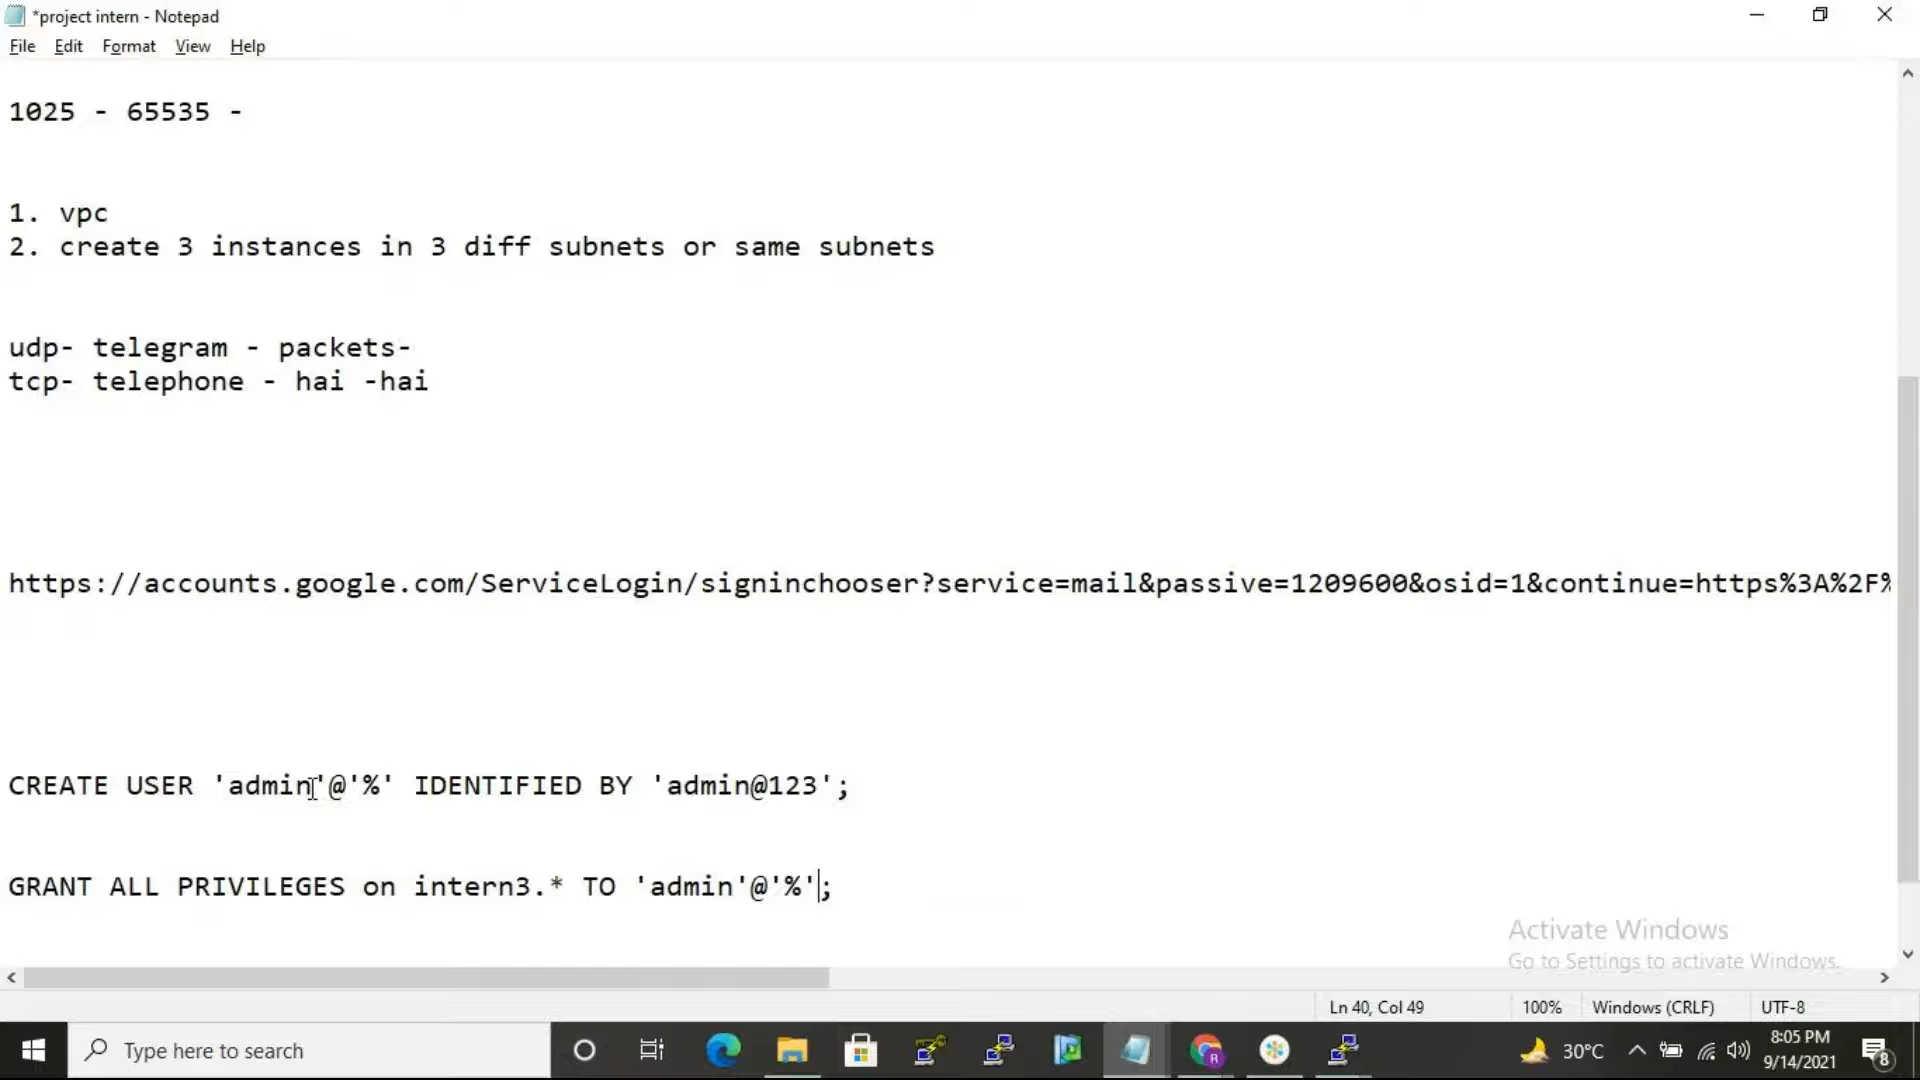 *project intern - Notepad
File Edit Format View Help
1025 - 65535 -
1. vpc
2. create 3 instances in 3 diff subnets or same subnets
udp- telegram - packets-
tcp- telephone - hai -hai
https://accounts.google.com/ServiceLogin/signinchooser?service=mail&passive=1209600&osid=1&continue=https%3A%2F%
CREATE USER 'admin'@'%' IDENTIFIED BY 'admin@123';
GRANT ALL PRIVILEGES on intern3.* TO 'admin'@'%';
Activate Windows
Go to Settings to activate Windows.
Ln 40, Col 49 100% Windows (CRLF) UTF-8
Type here to search
R
30°C
8:05 PM
9/14/2021
8